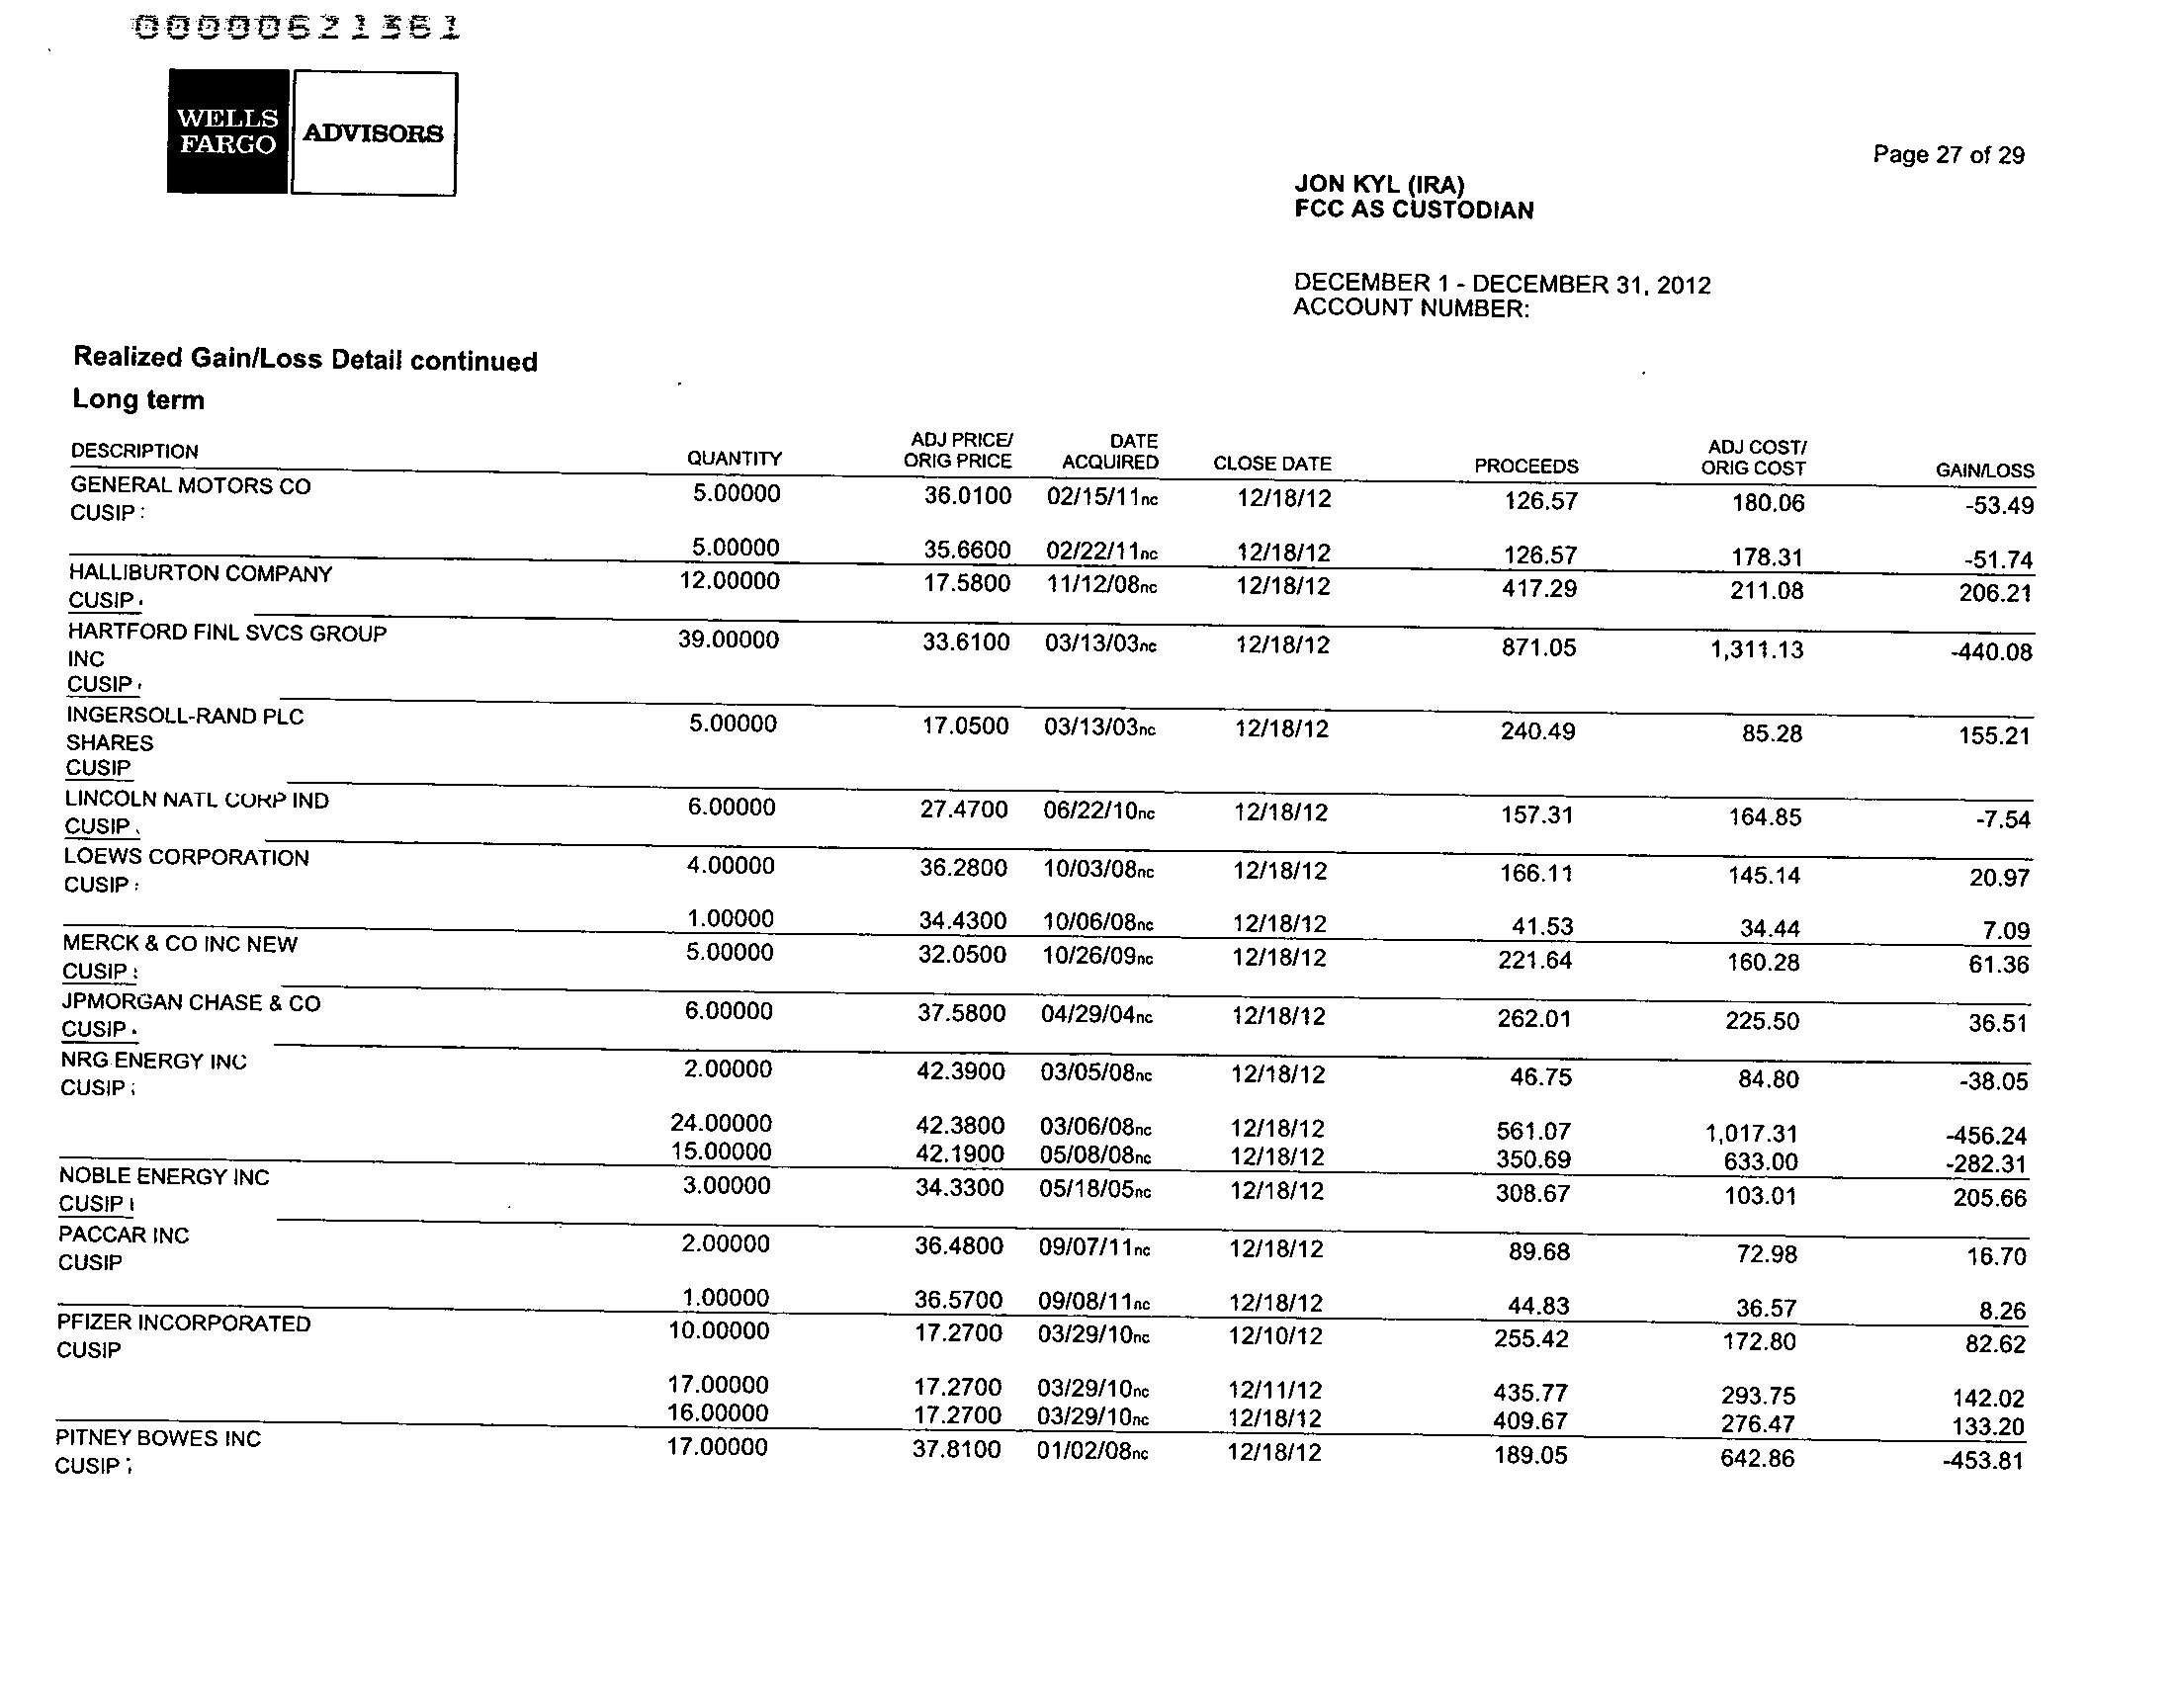 00000621361
WELLS
FARGO
ADVISORS
Page 27 of 29
JON KYL (IRA)
FCC AS CUSTODIAN
DECEMBER 1 - DECEMBER 31, 2012
ACCOUNT NUMBER:
Realized Gain/Loss Detail continued
Long term
DESCRIPTION QUANTITY ADJ PRICE/ ORIG PRICE DATE ACQUIRED CLOSE DATE PROCEEDS ADJ COST/ ORIG COST GAIN/LOSS
GENERAL MOTORS CO 5.00000 36.0100 02/15/11nc 12/18/12 126.57 180.06 -53.49
CUSIP:
5.00000 35.6600 02/22/11nc 12/18/12 126.57 178.31 -51.74
HALLIBURTON COMPANY 12.00000 17.5800 11/12/08nc 12/18/12 417.29 211.08 206.21
CUSIP
HARTFORD FINL SVCS GROUP 39.00000 33.6100 03/13/03nc 12/18/12 871.05 1,311.13 -440.08
INC
CUSIP
INGERSOLL-RAND PLC 5.00000 17.0500 03/13/03nc 12/18/12 240.49 85.28 155.21
SHARES
CUSIP
LINCOLN NATL CORP IND 6.00000 27.4700 06/22/10nc 12/18/12 157.31 164.85 -7.54
CUSIP
LOEWS CORPORATION 4.00000 36.2800 10/03/08nc 12/18/12 166.11 145.14 20.97
CUSIP:
1.00000 34.4300 10/06/08nc 12/18/12 41.53 34.44 7.09
MERCK & CO INC NEW 5.00000 32.0500 10/26/09nc 12/18/12 221.64 160.28 61.36
CUSIP:
JPMORGAN CHASE & CO 6.00000 37.5800 04/29/04nc 12/18/12 262.01 225.50 36.51
CUSIP
NRG ENERGY INC 2.00000 42.3900 03/05/08nc 12/18/12 46.75 84.80 -38.05
CUSIP:
24.00000 42.3800 03/06/08nc 12/18/12 561.07 1,017.31 -456.24
15.00000 42.1900 05/08/08nc 12/18/12 350.69 633.00 -282.31
NOBLE ENERGY INC 3.00000 34.3300 05/18/05nc 12/18/12 308.67 103.01 205.66
CUSIP
PACCAR INC 2.00000 36.4800 09/07/11nc 12/18/12 89.68 72.98 16.70
CUSIP
1.00000 36.5700 09/08/11nc 12/18/12 44.83 36.57 8.26
PFIZER INCORPORATED 10.00000 17.2700 03/29/10nc 12/10/12 255.42 172.80 82.62
CUSIP
17.00000 17.2700 03/29/10nc 12/11/12 435.77 293.75 142.02
16.00000 17.2700 03/29/10nc 12/18/12 409.67 276.47 133.20
PITNEY BOWES INC 17.00000 37.8100 01/02/08nc 12/18/12 189.05 642.86 -453.81
CUSIP: